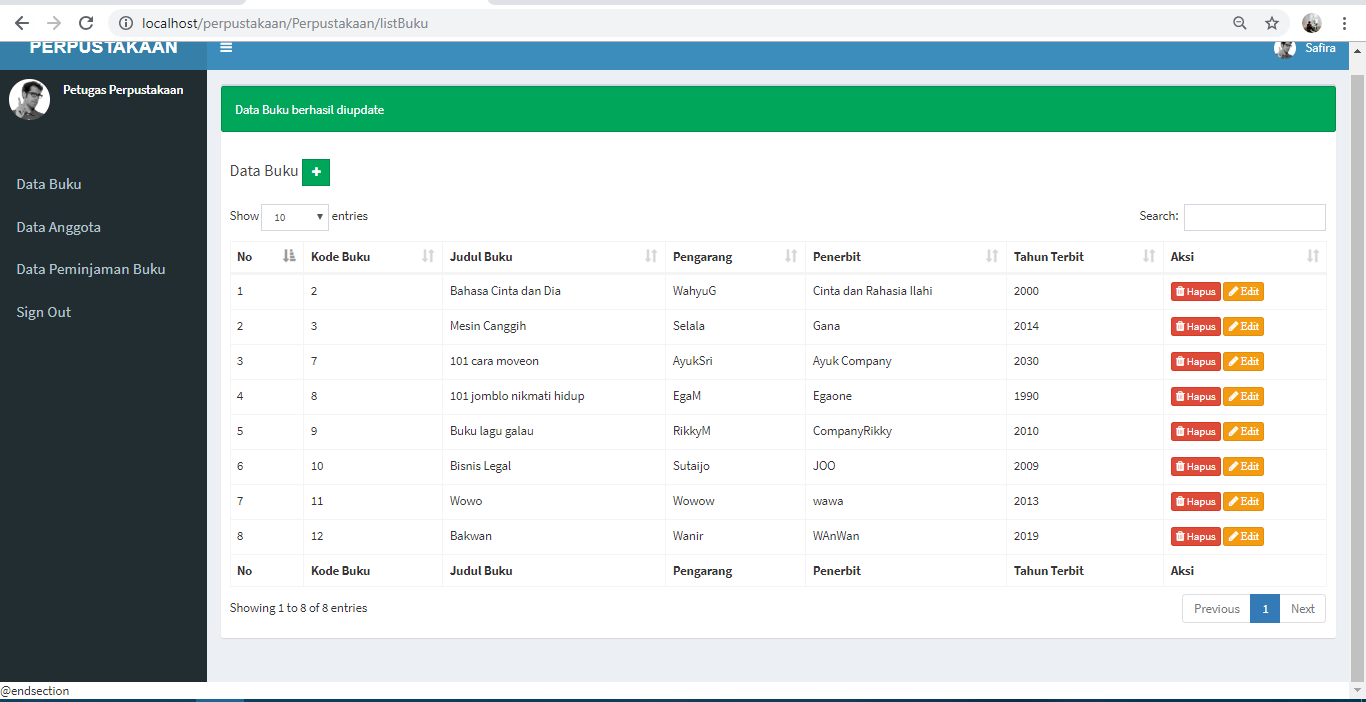 localhost/perpustakaan/Perpustakaan/listBuku
PERPUSTAKAAN
Safira
Petugas Perpustakaan
Data Buku
Data Anggota
Data Peminjaman Buku
Sign Out
Data Buku berhasil diupdate
Data Buku
Show 10 entries Search:
No Kode Buku Judul Buku Pengarang Penerbit Tahun Terbit Aksi
1 2 Bahasa Cinta dan Dia WahyuG Cinta dan Rahasia Ilahi 2000 Hapus Edit
2 3 Mesin Canggih Selala Gana 2014 Hapus Edit
3 7 101 cara moveon AyukSri Ayuk Company 2030 Hapus Edit
4 8 101 jomblo nikmati hidup EgaM Egaone 1990 Hapus Edit
5 9 Buku lagu galau RikkyM CompanyRikky 2010 Hapus Edit
6 10 Bisnis Legal Sutaijo JOO 2009 Hapus Edit
7 11 Wowo Wowow wawa 2013 Hapus Edit
8 12 Bakwan Wanir WAnWan 2019 Hapus Edit
No Kode Buku Judul Buku Pengarang Penerbit Tahun Terbit Aksi
Showing 1 to 8 of 8 entries Previous 1 Next
@endsection